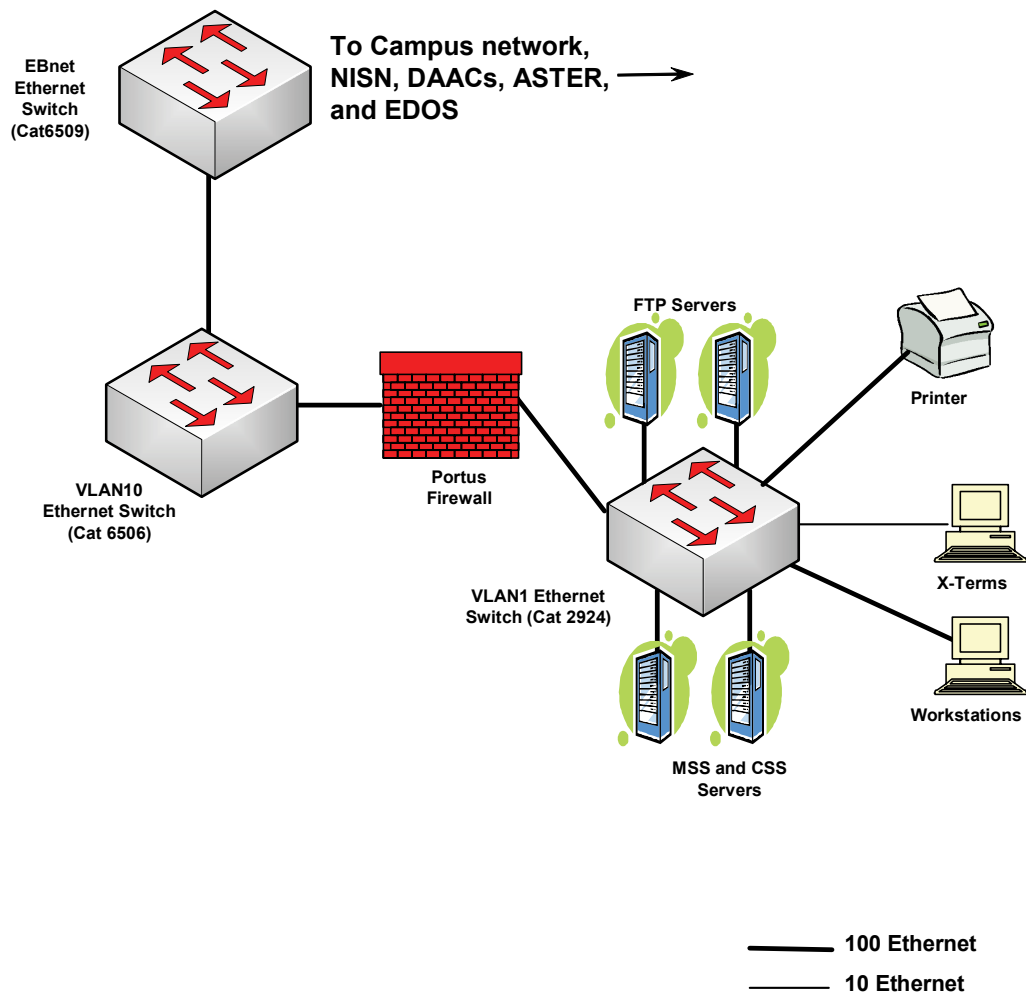 EBnet
Ethernet
Switch
(Cat6509)
To Campus network,
NISN, DAACs, ASTER,
and EDOS
FTP Servers
Printer
VLAN10
Ethernet Switch
(Cat 6506)
Portus
Firewall
X-Terms
VLAN1 Ethernet
Switch (Cat 2924)
Workstations
MSS and CSS
Servers
100 Ethernet
10 Ethernet